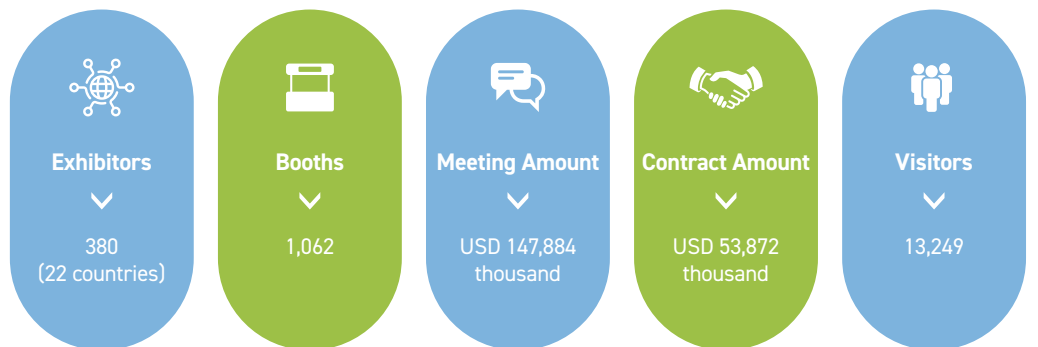 Exhibitors
380
(22 countries)
Booths
1,062
Meeting Amount
USD 147,884
thousand
Contract Amount
USD 53,872
thousand
Visitors
13,249